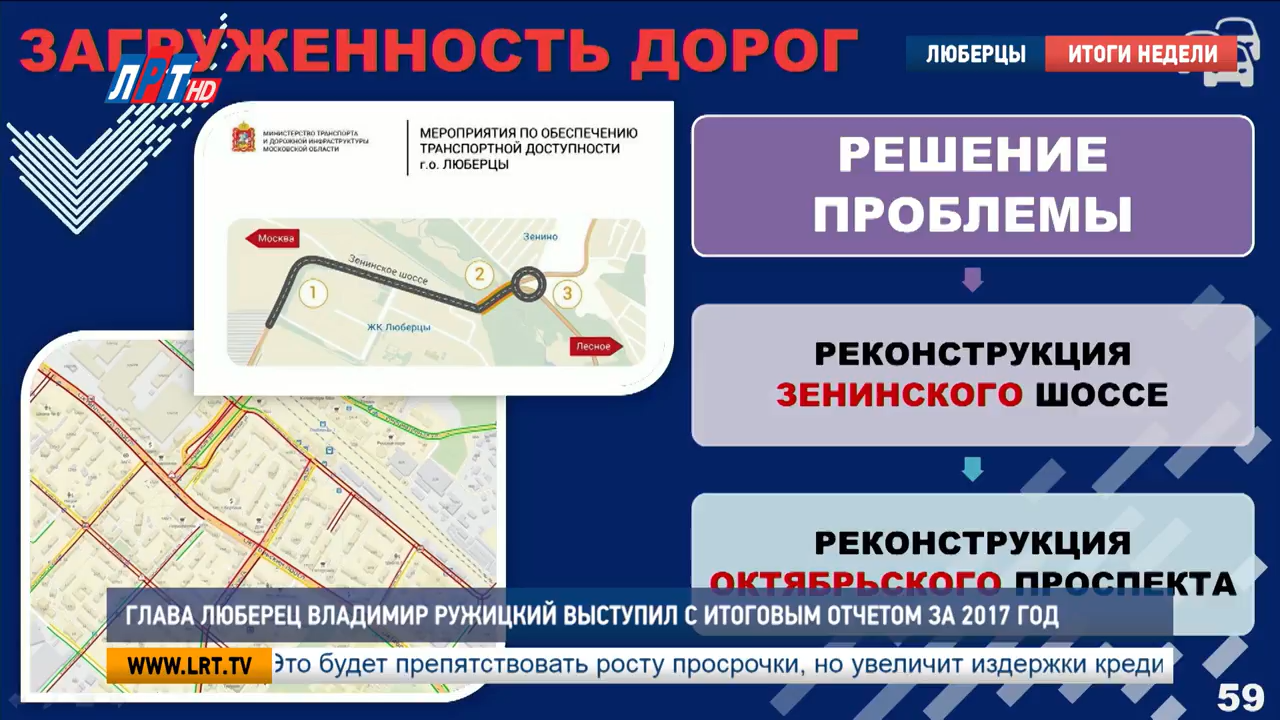 ЗАГРУЖЕННОСТЬ ДОРОГ
ЛРТ HD
ЛЮБЕРЦЫ
ИТОГИ НЕДЕЛИ
МИНИСТЕРСТВО ТРАНСПОРТА
И ДОРОЖНОЙ ИНФРАСТРУКТУРЫ
МОСКОВСКОЙ ОБЛАСТИ
МЕРОПРИЯТИЯ ПО ОБЕСПЕЧЕНИЮ
ТРАНСПОРТНОЙ ДОСТУПНОСТИ
г.о. ЛЮБЕРЦЫ
Москва
Зенино
Зенинское шоссе
1
2
3
ЖК Люберцы
Лесное
РЕШЕНИЕ
ПРОБЛЕМЫ
РЕКОНСТРУКЦИЯ
ЗЕНИНСКОГО ШОССЕ
РЕКОНСТРУКЦИЯ
ОКТЯБРЬСКОГО ПРОСПЕКТА
ГЛАВА ЛЮБЕРЕЦ ВЛАДИМИР РУЖИЦКИЙ ВЫСТУПИЛ С ИТОГОВЫМ ОТЧЕТОМ ЗА 2017 ГОД
WWW.LRT.TV
Это будет препятствовать росту просрочки, но увеличит издержки креди
59